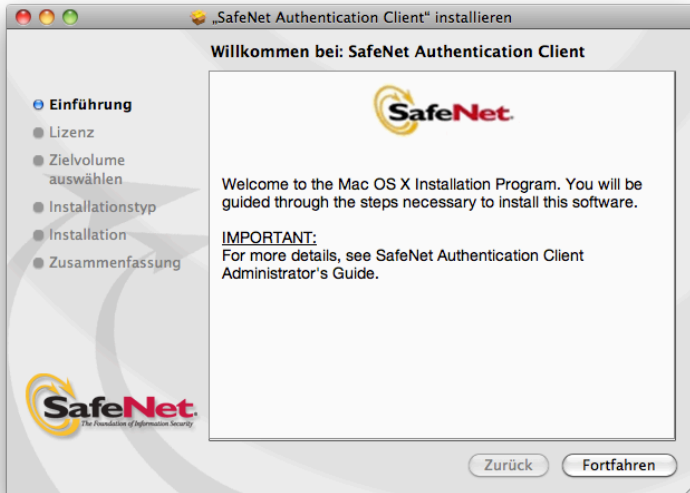 „SafeNet Authentication Client“ installieren
Willkommen bei: SafeNet Authentication Client
Einführung
Lizenz
Zielvolume
auswählen
Installationstyp
Installation
Zusammenfassung
SafeNet.
Welcome to the Mac OS X Installation Program. You will be
guided through the steps necessary to install this software.
IMPORTANT:
For more details, see SafeNet Authentication Client
Administrator's Guide.
SafeNet.
The Foundation of Information Security
Zurück
Fortfahren